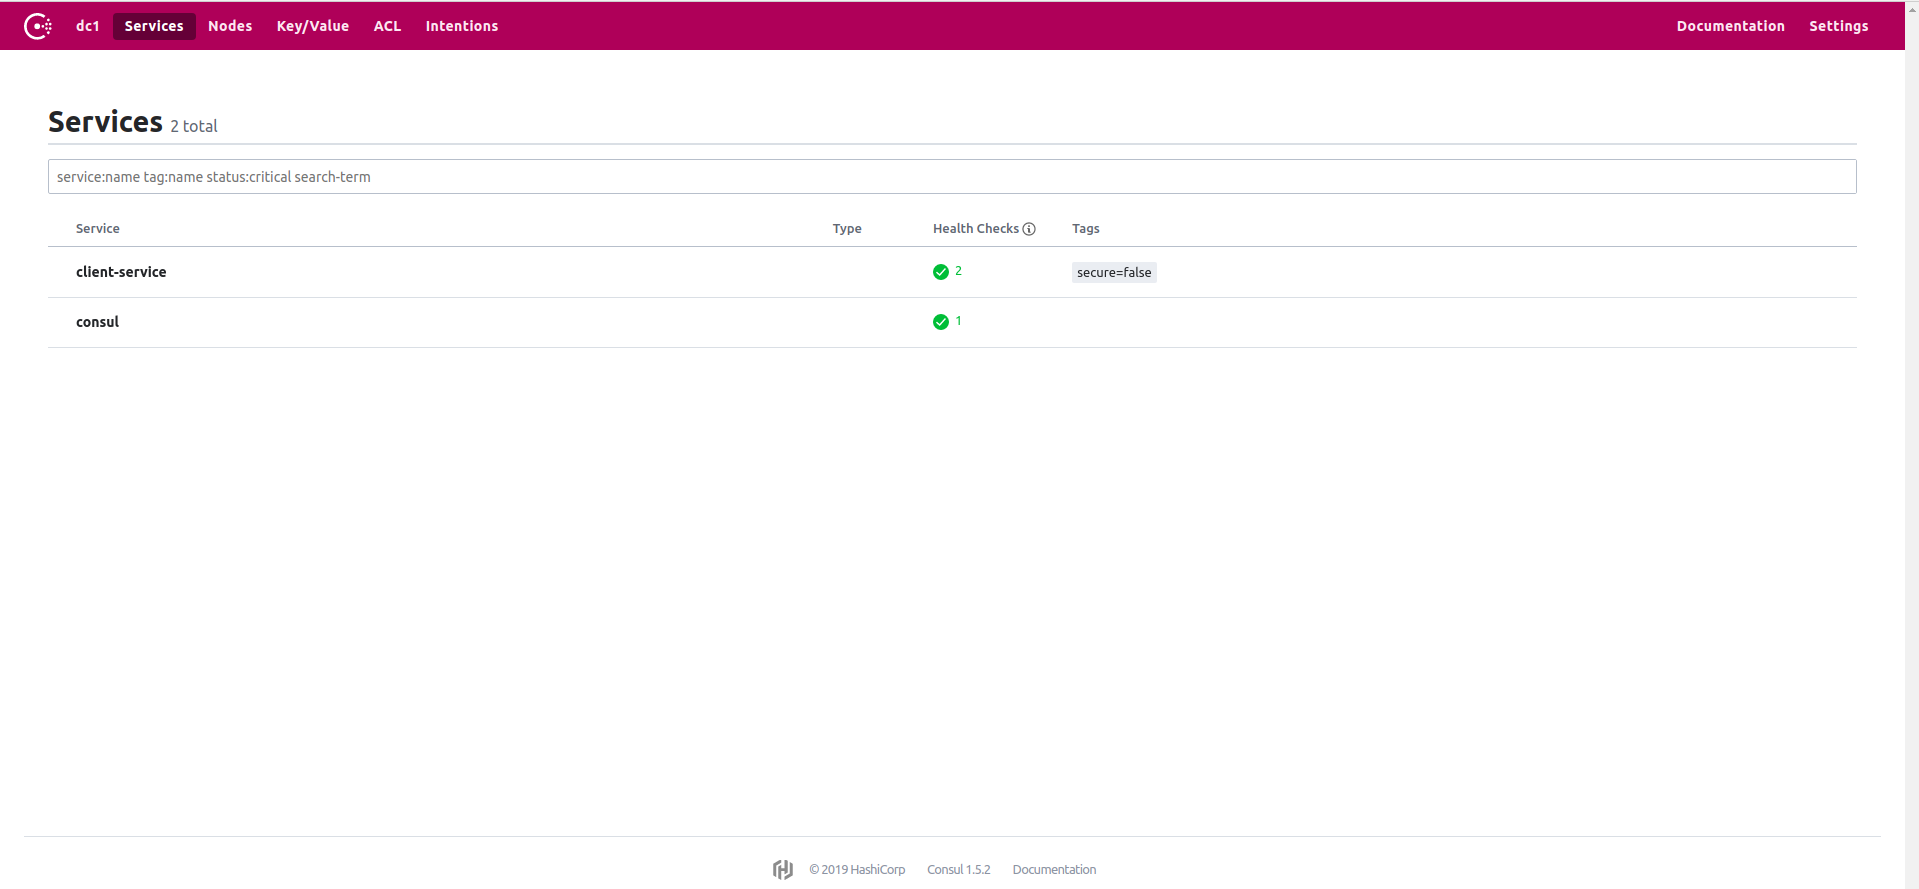 dc1 Services Nodes Key/Value ACL Intentions Documentation Settings
Services 2 total
service:name tag:name status:critical search-term
Service Type Health Checks Tags
client-service 2 secure=false
consul 1
© 2019 HashiCorp Consul 1.5.2 Documentation